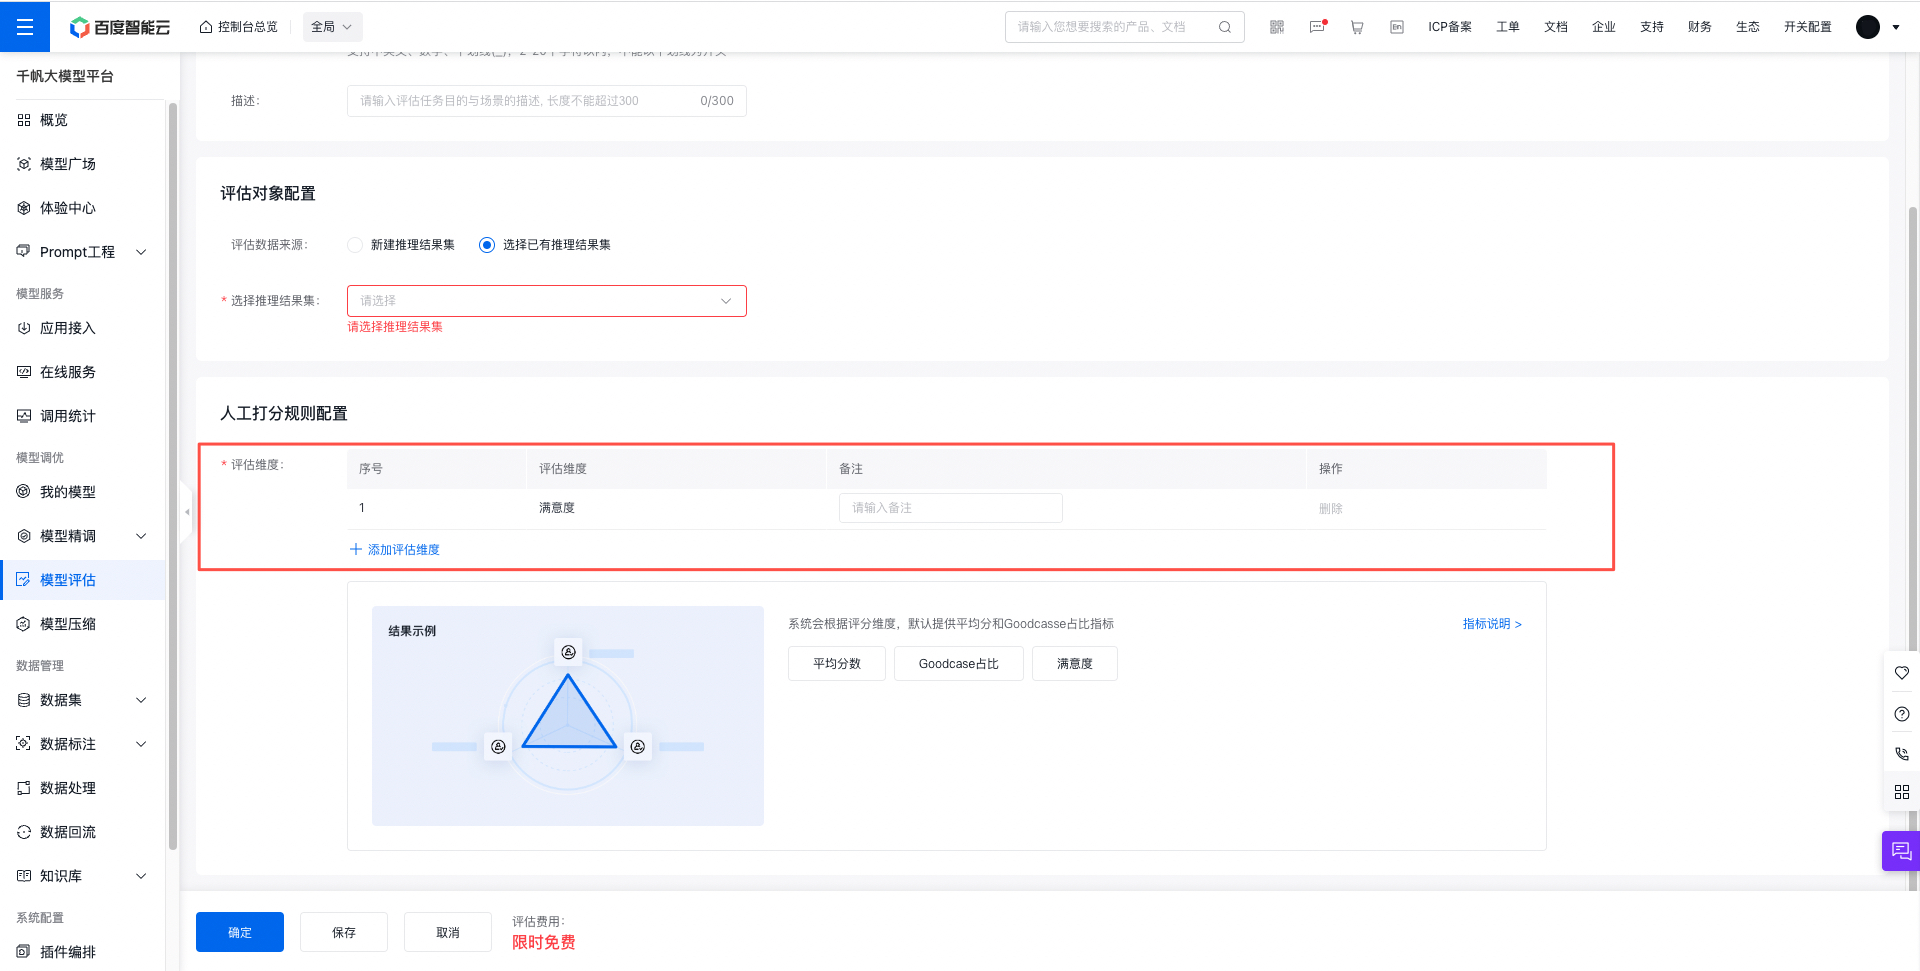 百度智能云
控制台总览
全局
请输入您想要搜索的产品、文档
En
ICP备案
工单
文档
企业
支持
财务
生态
开关配置
千帆大模型平台
概览
模型广场
体验中心
Prompt工程
模型服务
应用接入
在线服务
调用统计
模型调优
我的模型
模型精调
模型评估
模型压缩
数据管理
数据集
数据标注
数据处理
数据回流
知识库
系统配置
插件编排
描述：
请输入评估任务目的与场景的描述, 长度不能超过300
0/300
评估对象配置
评估数据来源：
新建推理结果集
选择已有推理结果集
* 选择推理结果集：
请选择
请选择推理结果集
人工打分规则配置
* 评估维度：
序号 评估维度 备注 操作
1 满意度 请输入备注 删除
添加评估维度
结果示例
系统会根据评分维度，默认提供平均分和Goodcasse占比指标
指标说明 >
平均分数
Goodcase占比
满意度
确定
保存
取消
评估费用：
限时免费